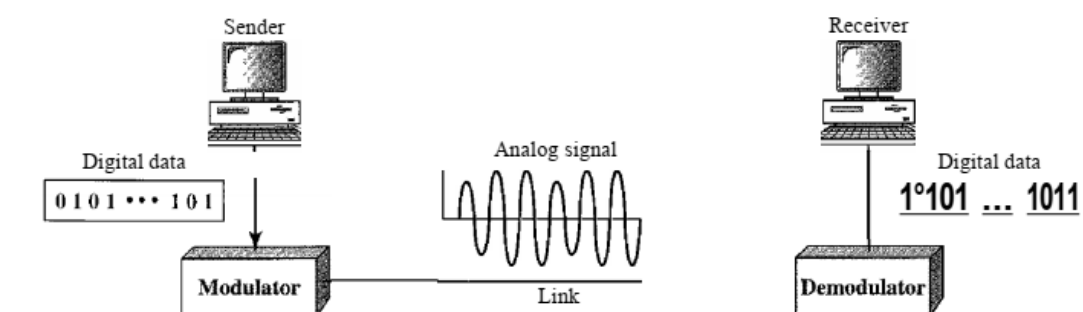 Sender
Receiver
Digital data
0101 ••• 101
Analog signal
Digital data
1°101 ... 1011
Modulator
Link
Demodulator